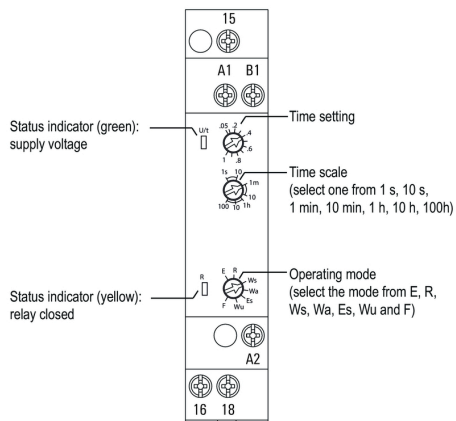 15
A1 B1
Status indicator (green):
supply voltage
U/t
.05 .2 .4 .6 .8 1
Time setting
1s 10 1m 10 1h 10 100
Time scale
(select one from 1 s, 10 s,
1 min, 10 min, 1 h, 10 h, 100h)
Status indicator (yellow):
relay closed
R
E R Ws Wa Es Wu F
Operating mode
(select the mode from E, R,
Ws, Wa, Es, Wu and F)
A2
16 18